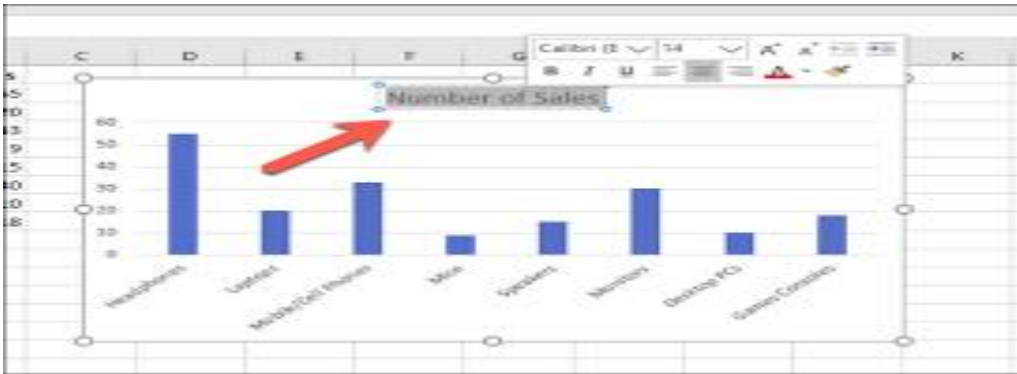 Calibri (E 14
A A
B I U A
C D E F G K
Number of Sales
60
50
40
30
20
10
0
Headphones
Laptops
Mobile/Cell Phones
Mice
Speakers
Monitors
Desktop PCs
Games Consoles